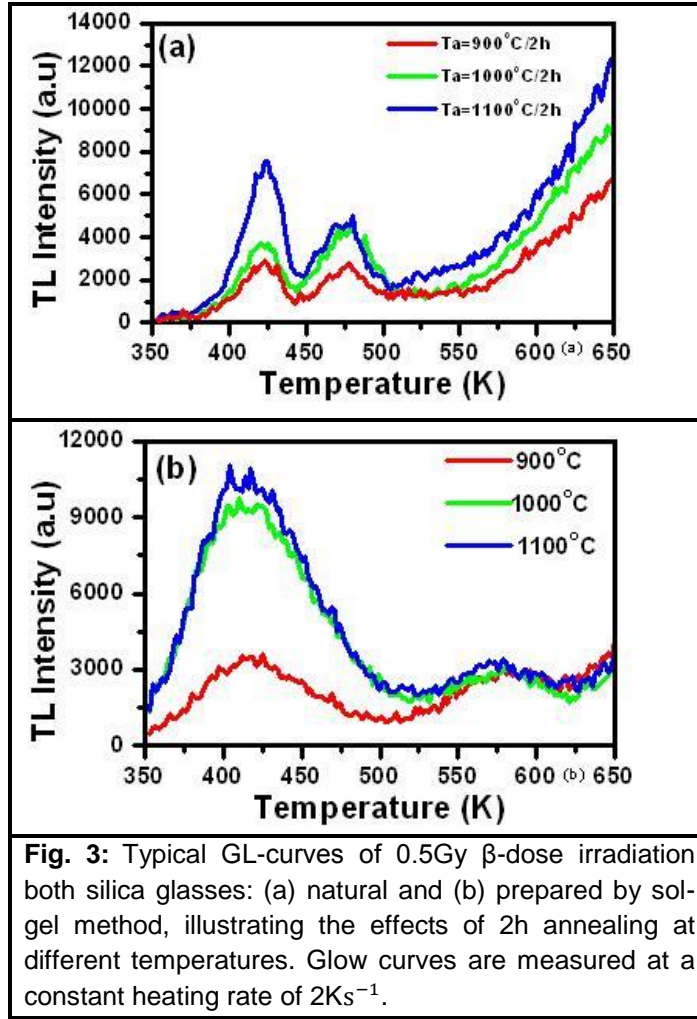 14000
12000
10000
8000
6000
4000
2000
0
TL Intensity (a.u)
(a)
Ta=900°C/2h
Ta=1000°C/2h
Ta=1100°C/2h
350 400 450 500 550 600 (a) 650
Temperature (K)
12000
9000
6000
3000
0
TL Intensity (a.u)
(b)
900°C
1000°C
1100°C
350 400 450 500 550 600 (b) 650
Temperature (K)
Fig. 3: Typical GL-curves of 0.5Gy β-dose irradiation
both silica glasses: (a) natural and (b) prepared by sol-
gel method, illustrating the effects of 2h annealing at
different temperatures. Glow curves are measured at a
constant heating rate of 2Ks⁻¹.